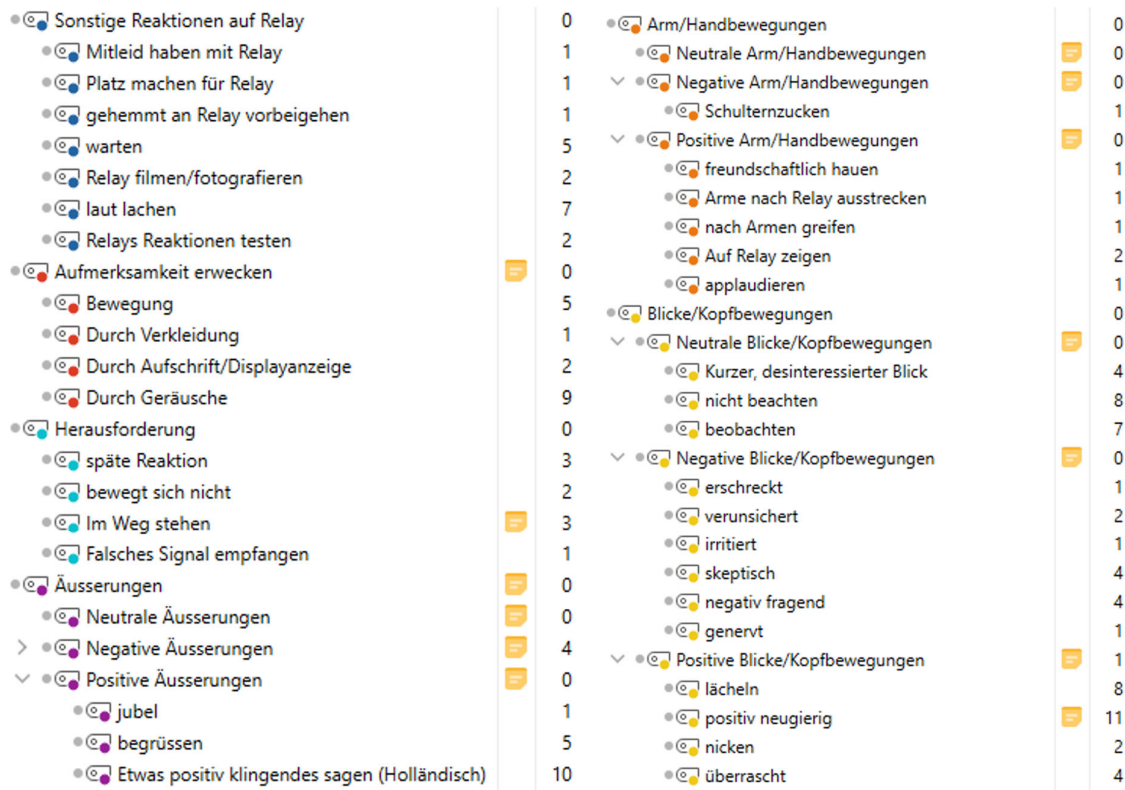 Sonstige Reaktionen auf Relay 0
Mitleid haben mit Relay 1
Platz machen für Relay 1
gehemmt an Relay vorbeigehen 1
warten 5
Relay filmen/fotografieren 2
laut lachen 7
Relays Reaktionen testen 2
Aufmerksamkeit erwecken 0
Bewegung 5
Durch Verkleidung 1
Durch Aufschrift/Displayanzeige 2
Durch Geräusche 9
Herausforderung 0
späte Reaktion 3
bewegt sich nicht 2
Im Weg stehen 3
Falsches Signal empfangen 1
Äusserungen 0
Neutrale Äusserungen 0
Negative Äusserungen 4
Positive Äusserungen 0
jubel 1
begrüssen 5
Etwas positiv klingendes sagen (Holländisch) 10
Arm/Handbewegungen 0
Neutrale Arm/Handbewegungen 0
Negative Arm/Handbewegungen 0
Schulternzucken 1
Positive Arm/Handbewegungen 0
freundschaftlich hauen 1
Arme nach Relay ausstrecken 1
nach Armen greifen 1
Auf Relay zeigen 2
applaudieren 1
Blicke/Kopfbewegungen 0
Neutrale Blicke/Kopfbewegungen 0
Kurzer, desinteressierter Blick 4
nicht beachten 8
beobachten 7
Negative Blicke/Kopfbewegungen 0
erschreckt 1
verunsichert 2
irritiert 1
skeptisch 4
negativ fragend 4
genervt 1
Positive Blicke/Kopfbewegungen 1
lächeln 8
positiv neugierig 11
nicken 2
überrascht 4